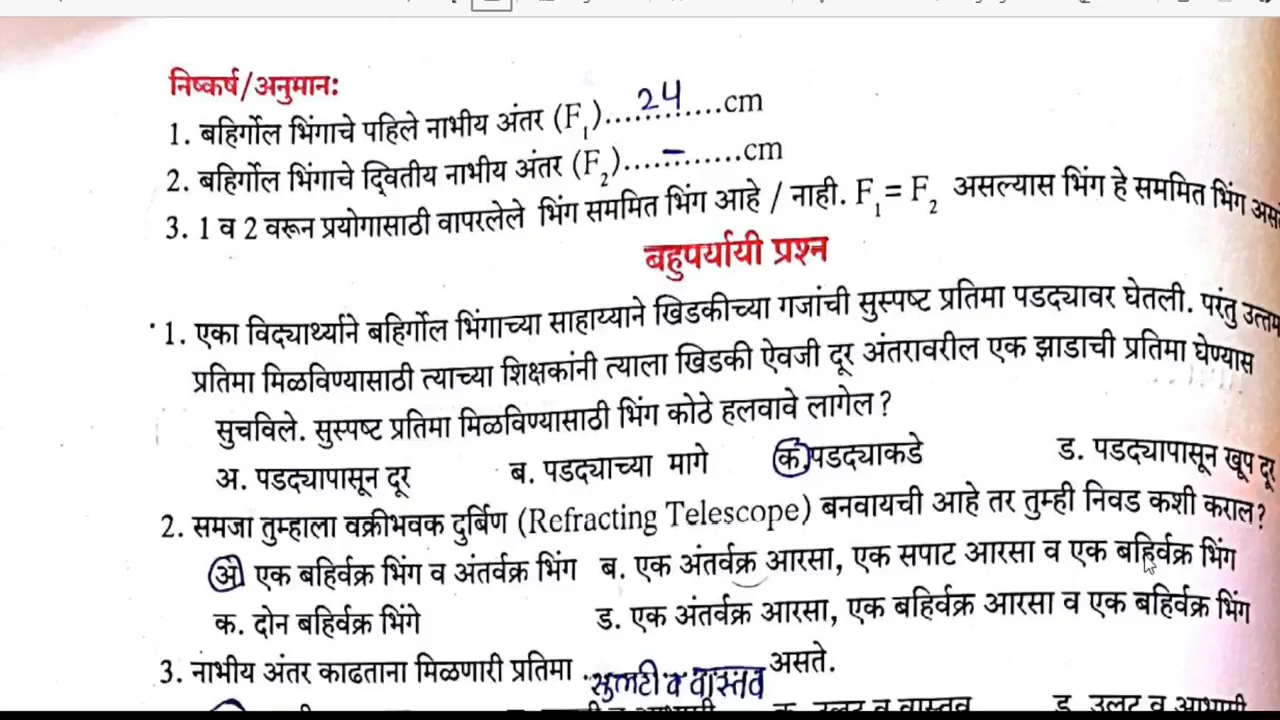 निष्कर्ष/अनुमान:
1. बहिर्गोल भिंगाचे पहिले नाभीय अंतर (F₁)....24....cm
2. बहिर्गोल भिंगाचे द्वितीय नाभीय अंतर (F₂)....–....cm
3. 1 व 2 वरून प्रयोगासाठी वापरलेले भिंग सममित भिंग आहे / नाही. F₁ = F₂ असल्यास भिंग हे सममित भिंग
बहुपर्यायी प्रश्न
1. एका विद्यार्थ्याने बहिर्गोल भिंगाच्या साहाय्याने खिडकीच्या गजांची सुस्पष्ट प्रतिमा पडद्यावर घेतली. परंतु उत्तम
प्रतिमा मिळविण्यासाठी त्याच्या शिक्षकांनी त्याला खिडकी ऐवजी दूर अंतरावरील एक झाडाची प्रतिमा घेण्यास
सुचविले. सुस्पष्ट प्रतिमा मिळविण्यासाठी भिंग कोठे हलवावे लागेल?
अ. पडद्यापासून दूर ब. पडद्याच्या मागे क. पडद्याकडे ड. पडद्यापासून खूप दूर
2. समजा तुम्हाला वक्रीभवक दुर्बिण (Refracting Telescope) बनवायची आहे तर तुम्ही निवड कशी कराल?
अ एक बहिर्वक्र भिंग व अंतर्वक्र भिंग ब. एक अंतर्वक्र आरसा, एक सपाट आरसा व एक बहिर्वक्र भिंग
क. दोन बहिर्वक्र भिंगे ड. एक अंतर्वक्र आरसा, एक बहिर्वक्र आरसा व एक बहिर्वक्र भिंग
3. नाभीय अंतर काढताना मिळणारी प्रतिमा ..सुलटी व वास्तव असते.
क. उलट व वास्तव ड. उलट व आभासी